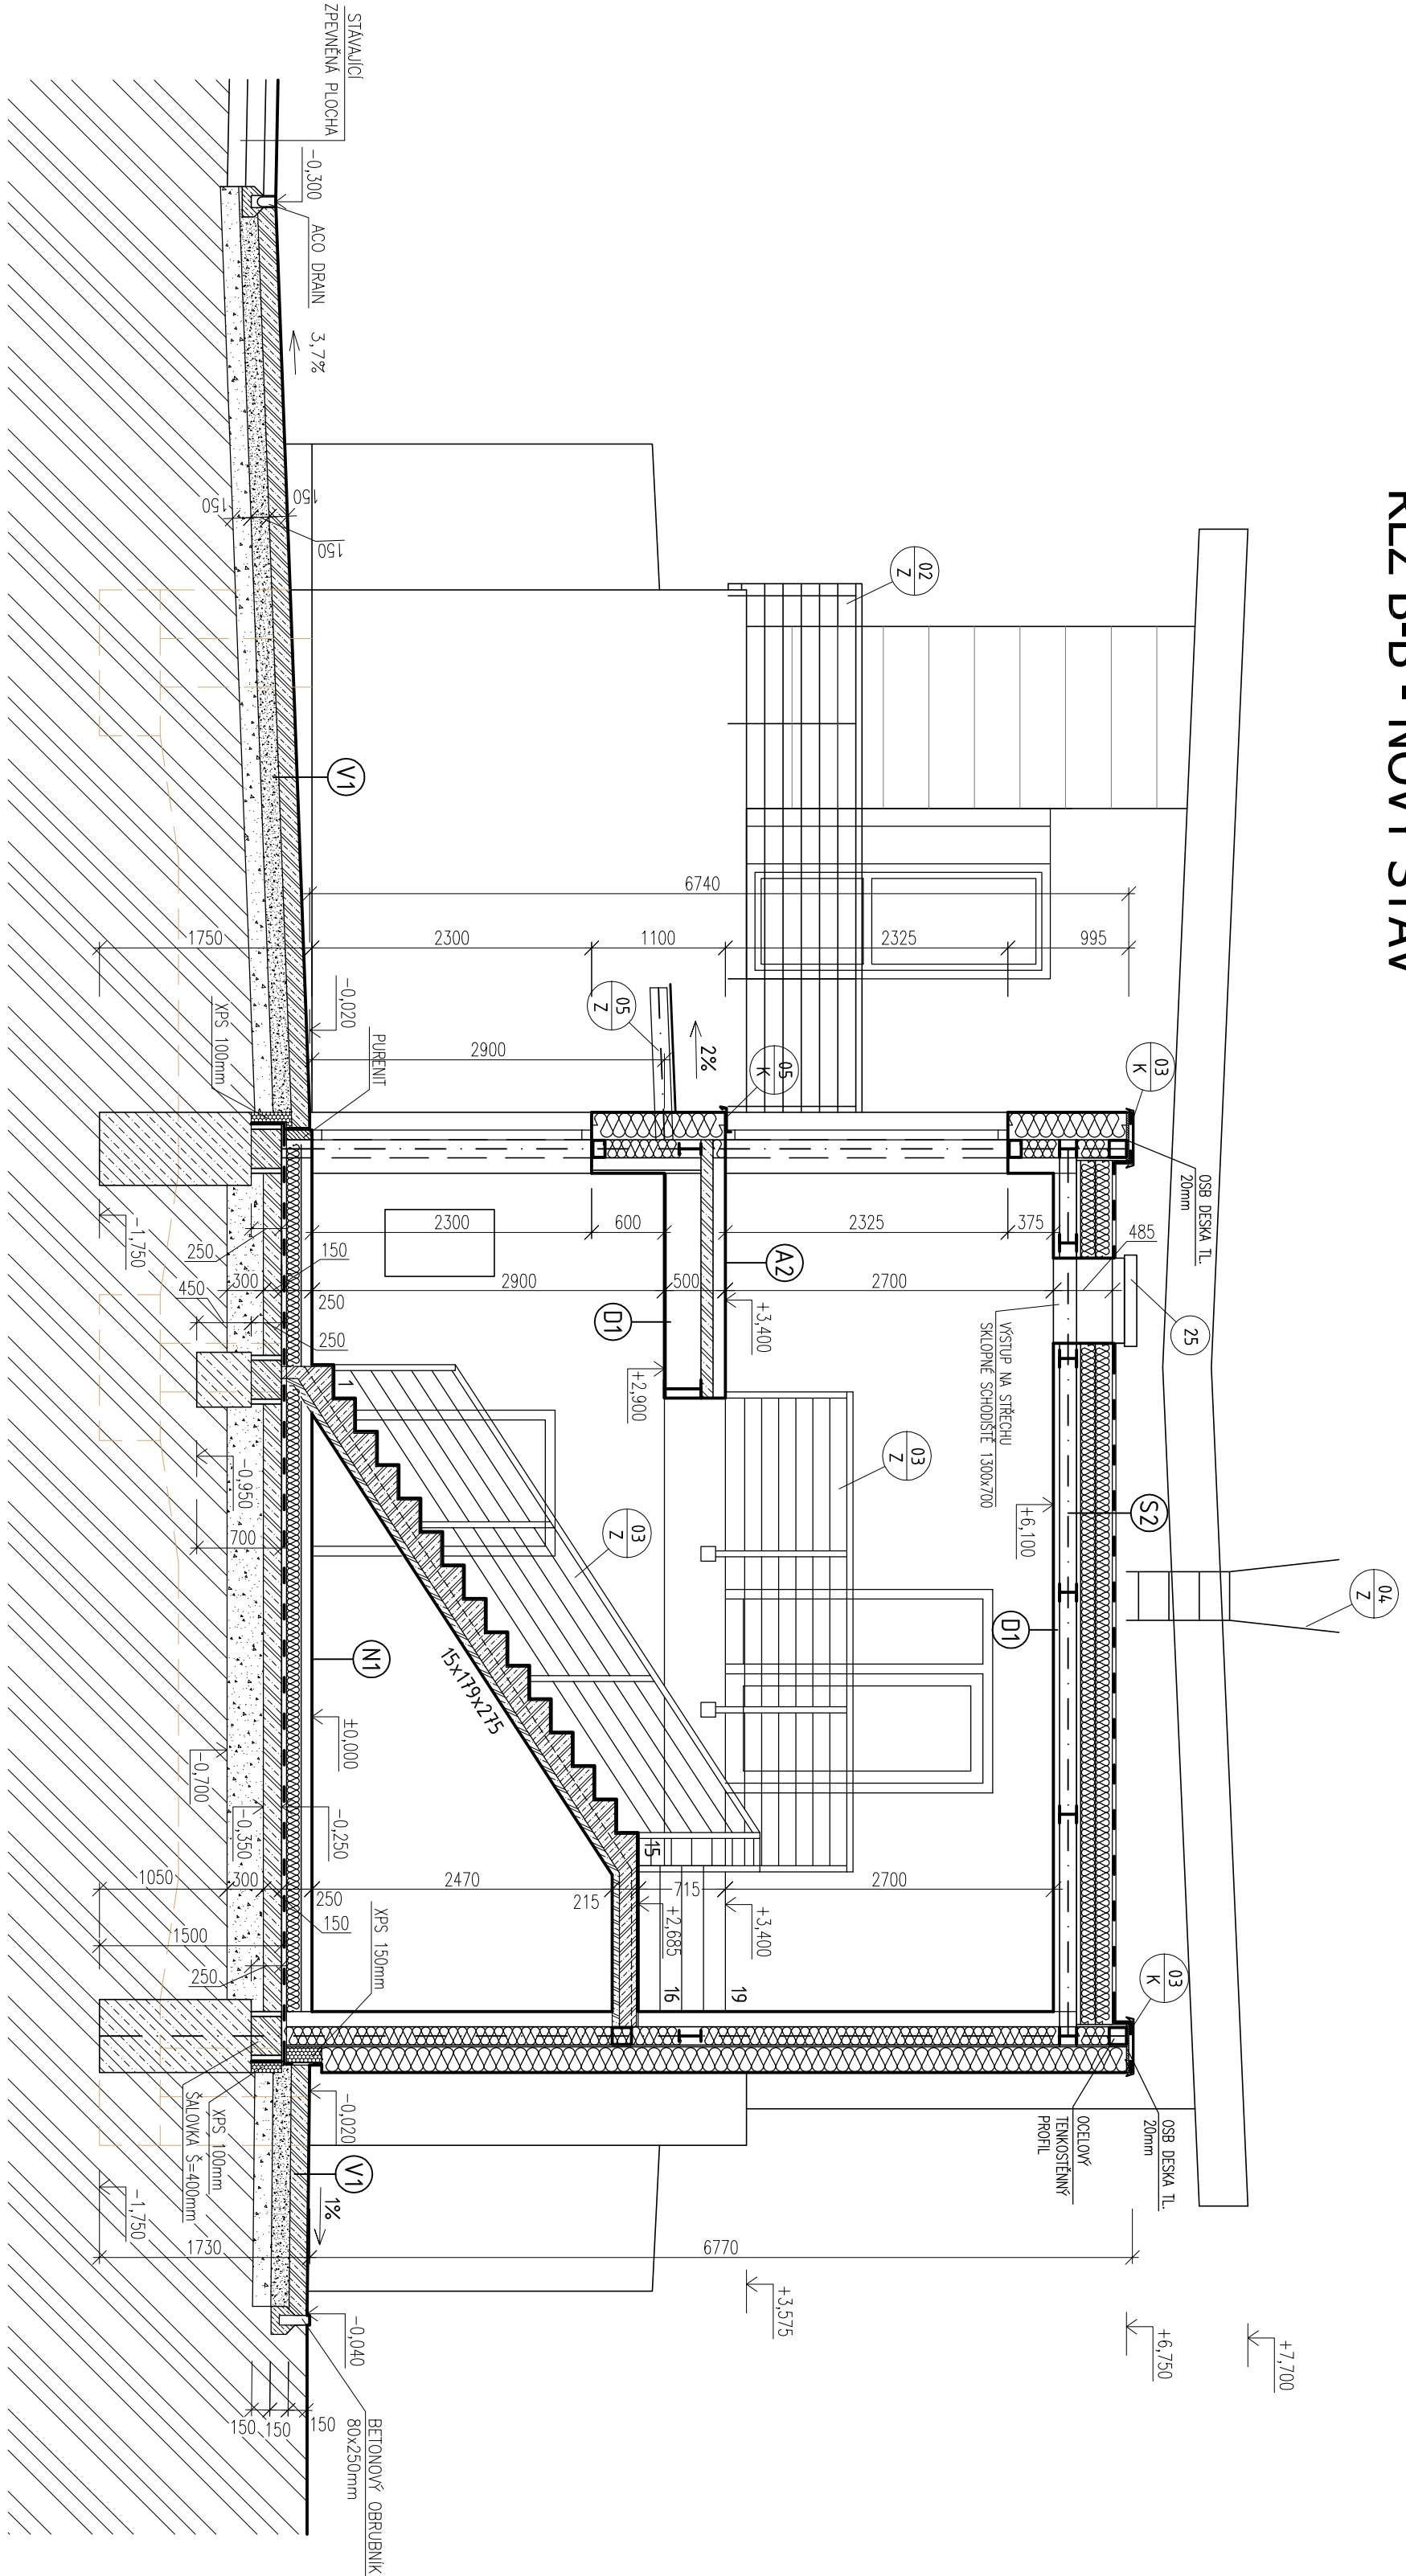 ŘEZ B-B - NOVÝ STAV
+7,700
+6,750
+3,575
04
Z
25
03
K
OSB DESKA TL.
20mm
03
K
OSB DESKA TL.
20mm
OCELOVÝ
TENKOSTĚNNÝ
PROFIL
S2
D1
+6,100
VÝSTUP NA STŘECHU
SKLOPNÉ SCHODIŠTĚ 1300x700
485
02
Z
6740
995
2325
1100
2300
1750
05
Z
05
K
2%
2900
375
2325
600
2300
2700
500
2900
A2
+3,400
D1
+2,900
03
Z
03
Z
2700
+3,400
19
16
715
+2,685
215
2470
15
1
15x179x275
N1
±0,000
6770
1730
STÁVAJÍCÍ
ZPEVNĚNÁ PLOCHA
-0,300
ACO DRAIN
3,7%
150
150
150
V1
-0,020
PURENIT
XPS 100mm
-1,750
250
150
300
450
250
250
-0,950
700
-0,700
-0,350
-0,250
1050
300
250
150
1500
250
XPS 150mm
ŠALOVKA Š=400mm
XPS 100mm
-0,020
V1
1%
-1,750
-0,040
BETONOVÝ OBRUBNÍK
80x250mm
150
150
150